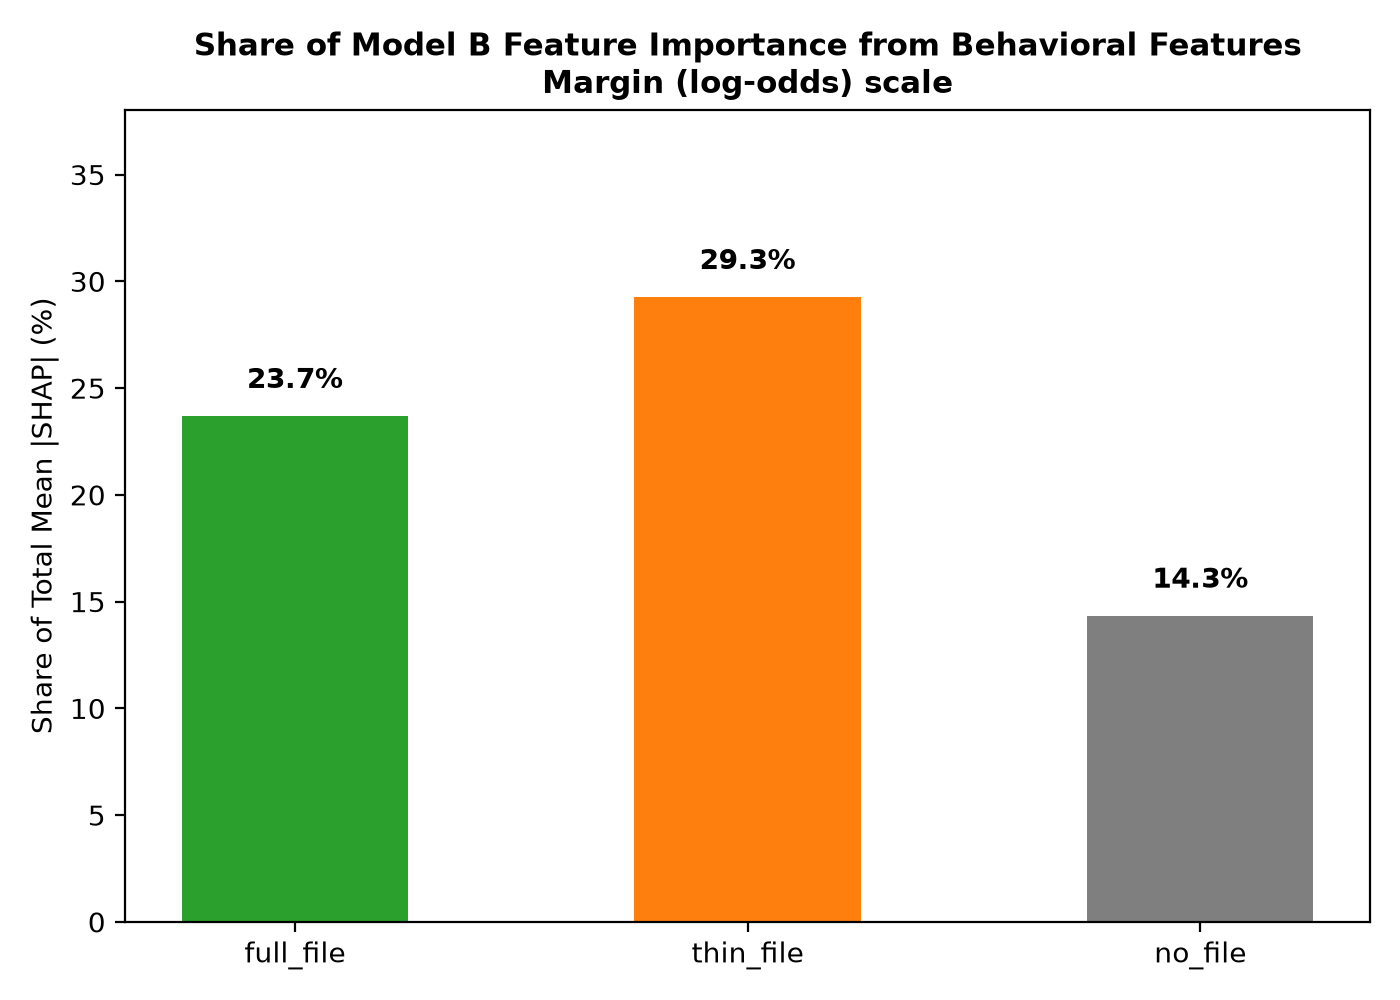 Share of Model B Feature Importance from Behavioral Features
Margin (log-odds) scale
Share of Total Mean |SHAP| (%)
35
30
25
20
15
10
5
0
23.7%
29.3%
14.3%
full_file
thin_file
no_file